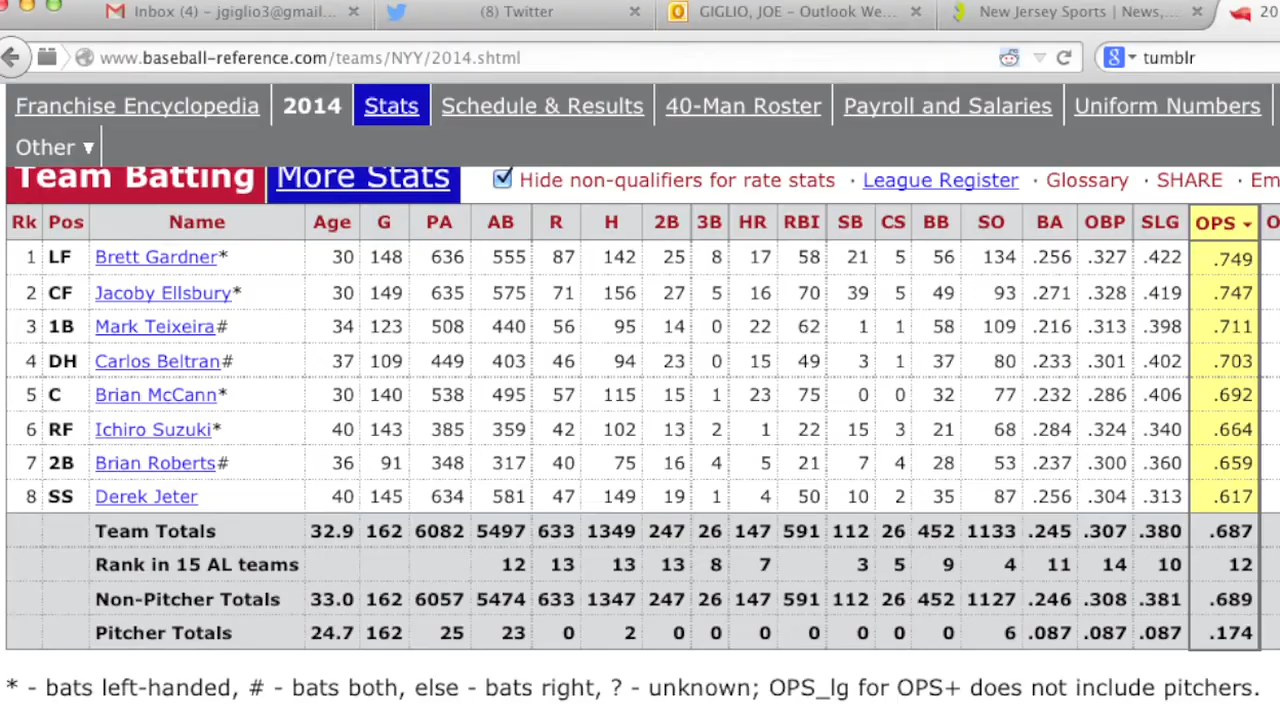 Inbox (4) – jgiglio3@gmail... × (8) Twitter × GIGLIO, JOE – Outlook We... × New Jersey Sports | News,... × 20
www.baseball-reference.com/teams/NYY/2014.shtml 8 tumblr
Franchise Encyclopedia 2014 Stats Schedule & Results 40-Man Roster Payroll and Salaries Uniform Numbers
Other ▼
Team Batting More Stats Hide non-qualifiers for rate stats · League Register · Glossary · SHARE · Em
Rk Pos Name Age G PA AB R H 2B 3B HR RBI SB CS BB SO BA OBP SLG OPS O
1 LF Brett Gardner* 30 148 636 555 87 142 25 8 17 58 21 5 56 134 .256 .327 .422 .749
2 CF Jacoby Ellsbury* 30 149 635 575 71 156 27 5 16 70 39 5 49 93 .271 .328 .419 .747
3 1B Mark Teixeira# 34 123 508 440 56 95 14 0 22 62 1 1 58 109 .216 .313 .398 .711
4 DH Carlos Beltran# 37 109 449 403 46 94 23 0 15 49 3 1 37 80 .233 .301 .402 .703
5 C Brian McCann* 30 140 538 495 57 115 15 1 23 75 0 0 32 77 .232 .286 .406 .692
6 RF Ichiro Suzuki* 40 143 385 359 42 102 13 2 1 22 15 3 21 68 .284 .324 .340 .664
7 2B Brian Roberts# 36 91 348 317 40 75 16 4 5 21 7 4 28 53 .237 .300 .360 .659
8 SS Derek Jeter 40 145 634 581 47 149 19 1 4 50 10 2 35 87 .256 .304 .313 .617
Team Totals 32.9 162 6082 5497 633 1349 247 26 147 591 112 26 452 1133 .245 .307 .380 .687
Rank in 15 AL teams 12 13 13 13 8 7 3 5 9 4 11 14 10 12
Non-Pitcher Totals 33.0 162 6057 5474 633 1347 247 26 147 591 112 26 452 1127 .246 .308 .381 .689
Pitcher Totals 24.7 162 25 23 0 2 0 0 0 0 0 0 0 6 .087 .087 .087 .174
* - bats left-handed, # - bats both, else - bats right, ? - unknown; OPS_lg for OPS+ does not include pitchers.